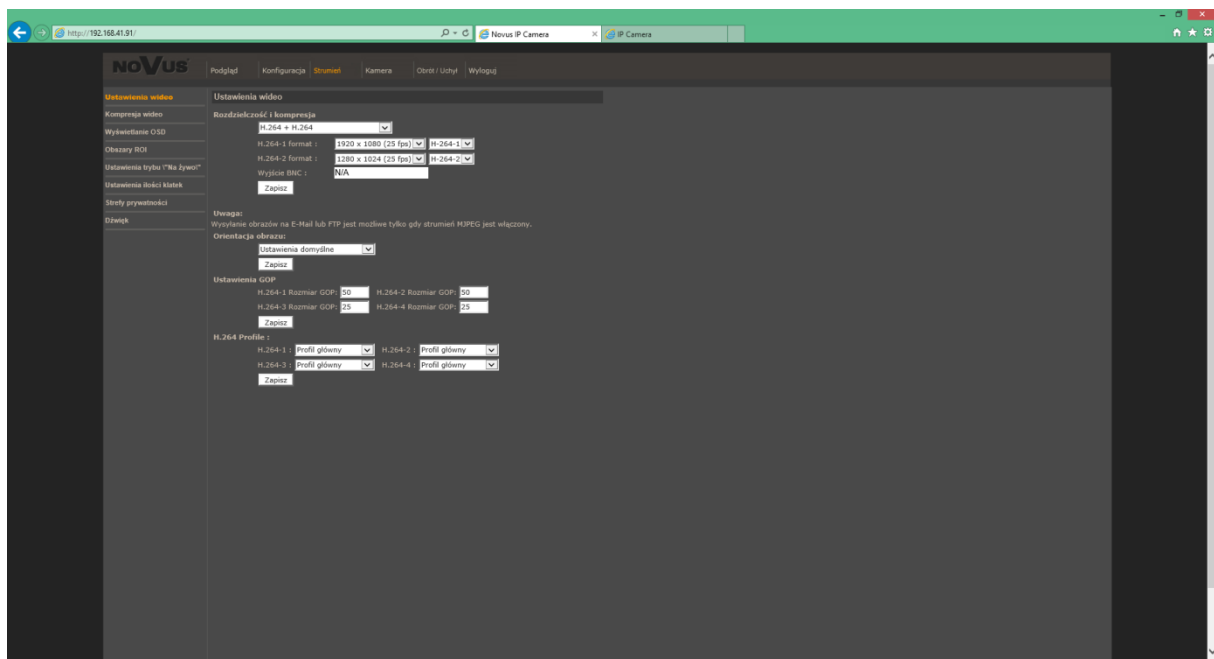 http://192.168.41.91/
Novus IP Camera
IP Camera
NOVUS
Podgląd Konfiguracja Strumień Kamera Obrót / Uchył Wyloguj
Ustawienia wideo
Kompresja wideo
Wyświetlanie OSD
Obszary ROI
Ustawienia trybu \"Na żywo\"
Ustawienia ilości klatek
Strefy prywatności
Dźwięk
Ustawienia wideo
Rozdzielczość i kompresja
H.264 + H.264
H.264-1 format : 1920 x 1080 (25 fps) H-264-1
H.264-2 format : 1280 x 1024 (25 fps) H-264-2
Wyjście BNC : N/A
Zapisz
Uwaga:
Wysyłanie obrazów na E-Mail lub FTP jest możliwe tylko gdy strumień MJPEG jest włączony.
Orientacja obrazu:
Ustawienia domyślne
Zapisz
Ustawienia GOP
H.264-1 Rozmiar GOP: 50 H.264-2 Rozmiar GOP: 50
H.264-3 Rozmiar GOP: 25 H.264-4 Rozmiar GOP: 25
Zapisz
H.264 Profile :
H.264-1 : Profil główny H.264-2 : Profil główny
H.264-3 : Profil główny H.264-4 : Profil główny
Zapisz